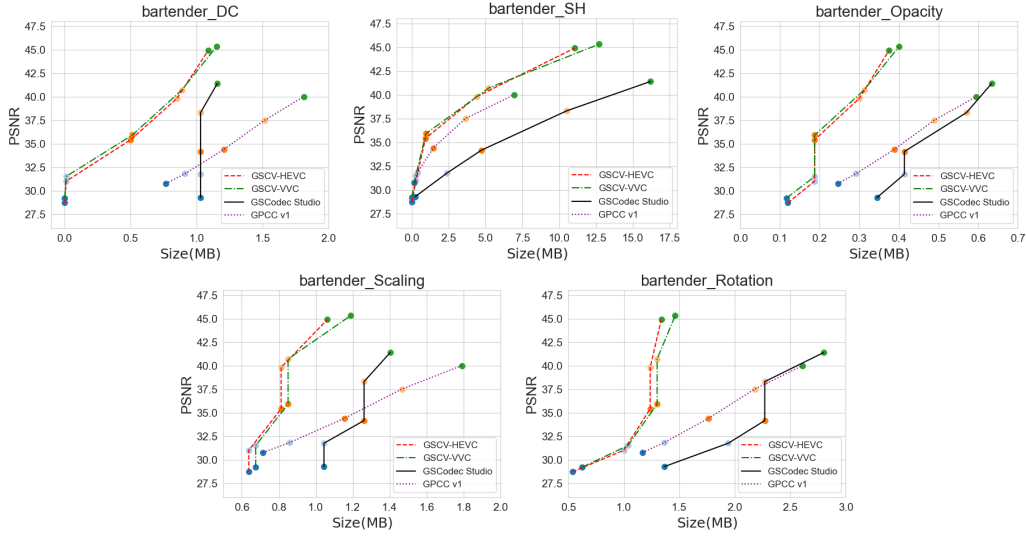 bartender_DC
PSNR
47.5
45.0
42.5
40.0
37.5
35.0
32.5
30.0
27.5
0.0 0.5 1.0 1.5 2.0
Size(MB)
GSCV-HEVC
GSCV-VVC
GSCodec Studio
GPCC v1
bartender_SH
PSNR
47.5
45.0
42.5
40.0
37.5
35.0
32.5
30.0
27.5
0.0 2.5 5.0 7.5 10.0 12.5 15.0 17.5
Size(MB)
GSCV-HEVC
GSCV-VVC
GSCodec Studio
GPCC v1
bartender_Opacity
PSNR
47.5
45.0
42.5
40.0
37.5
35.0
32.5
30.0
27.5
0.0 0.1 0.2 0.3 0.4 0.5 0.6 0.7
Size(MB)
GSCV-HEVC
GSCV-VVC
GSCodec Studio
GPCC v1
bartender_Scaling
PSNR
47.5
45.0
42.5
40.0
37.5
35.0
32.5
30.0
27.5
0.6 0.8 1.0 1.2 1.4 1.6 1.8 2.0
Size(MB)
GSCV-HEVC
GSCV-VVC
GSCodec Studio
GPCC v1
bartender_Rotation
PSNR
47.5
45.0
42.5
40.0
37.5
35.0
32.5
30.0
27.5
0.5 1.0 1.5 2.0 2.5 3.0
Size(MB)
GSCV-HEVC
GSCV-VVC
GSCodec Studio
GPCC v1